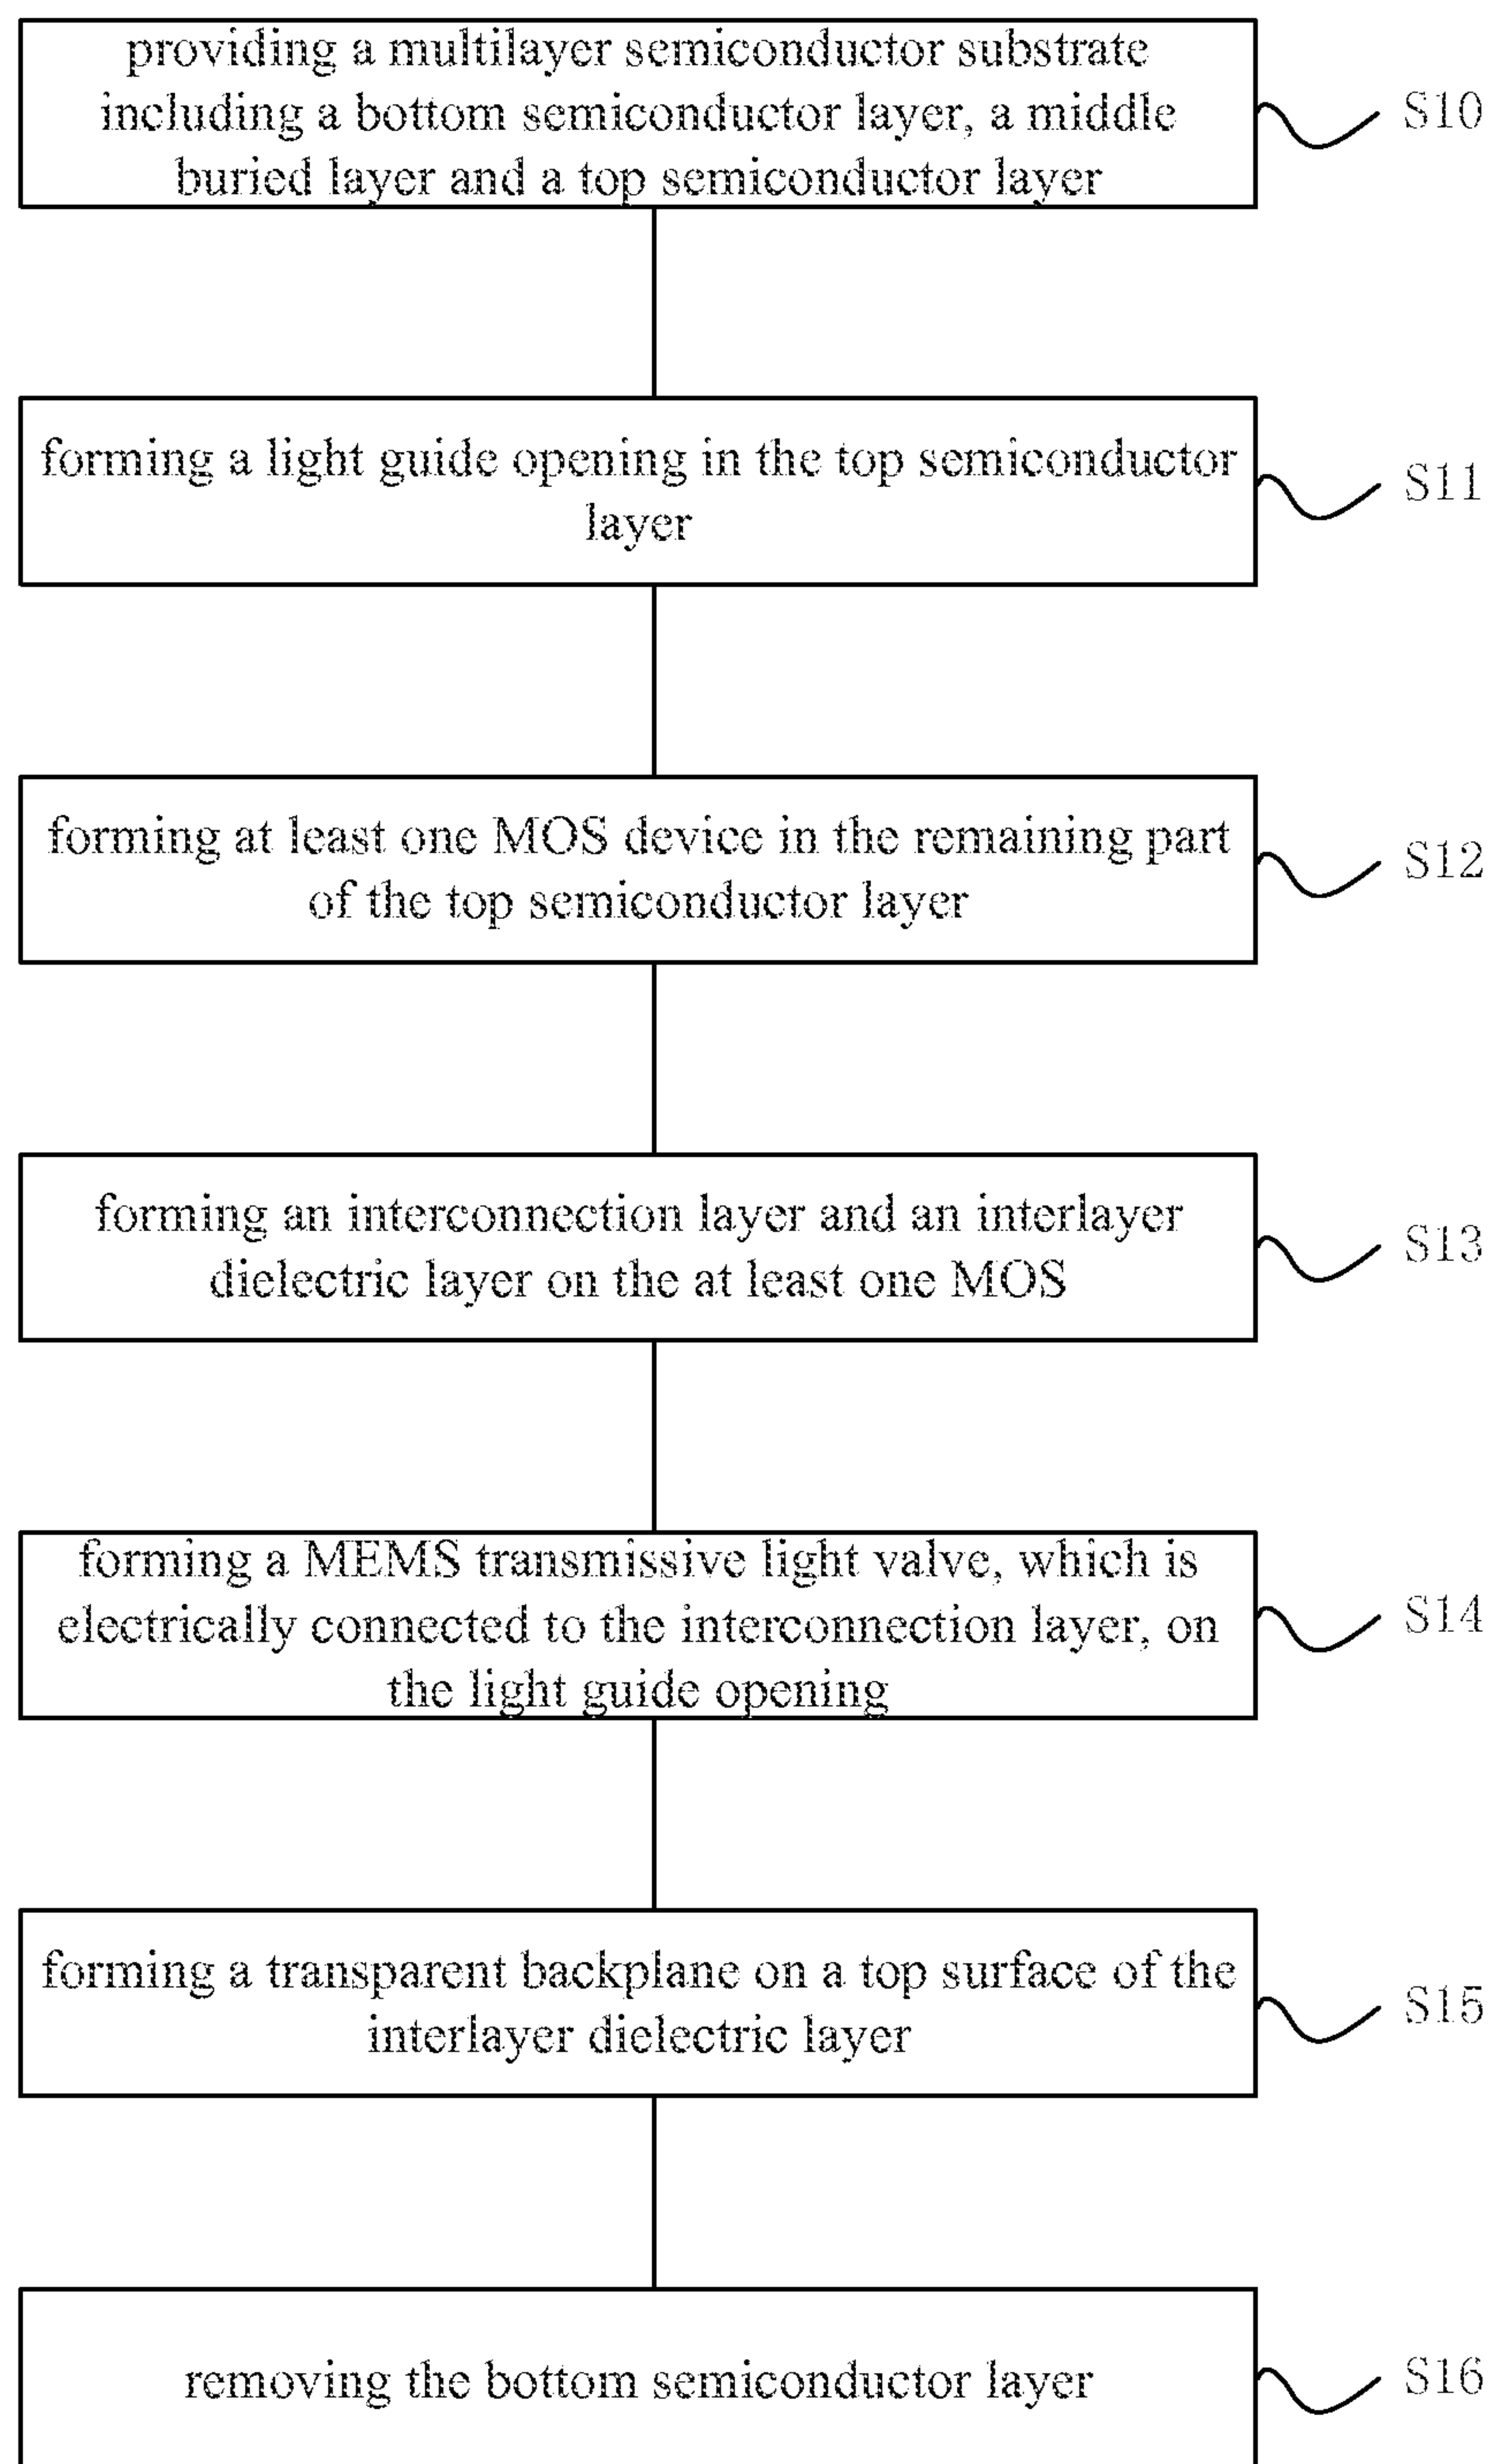 providing a multilayer semiconductor substrate
including a bottom semiconductor layer, a middle
buried layer and a top semiconductor layer
S10
forming a light guide opening in the top semiconductor
layer
S11
forming at least one MOS device in the remaining part
of the top semiconductor layer
S12
forming an interconnection layer and an interlayer
dielectric layer on the at least one MOS
S13
forming a MEMS transmissive light valve, which is
electrically connected to the interconnection layer, on
the light guide opening
S14
forming a transparent backplane on a top surface of the
interlayer dielectric layer
S15
removing the bottom semiconductor layer
S16